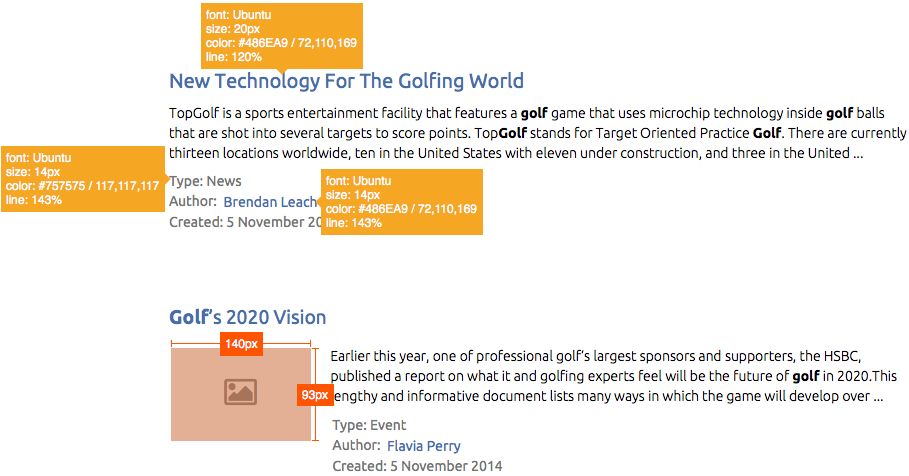 font: Ubuntu
size: 20px
color: #486EA9 / 72,110,169
line: 120%
New Technology For The Golfing World
TopGolf is a sports entertainment facility that features a golf game that uses microchip technology inside golf balls
that are shot into several targets to score points. TopGolf stands for Target Oriented Practice Golf. There are currently
thirteen locations worldwide, ten in the United States with eleven under construction, and three in the United ...
font: Ubuntu
size: 14px
color: #757575 / 117,117,117
line: 143%
Type: News
Author: Brendan Leach
Created: 5 November
font: Ubuntu
size: 14px
color: #486EA9 / 72,110,169
line: 143%
Golf's 2020 Vision
140px
93px
Earlier this year, one of professional golf's largest sponsors and supporters, the HSBC,
published a report on what it and golfing experts feel will be the future of golf in 2020.This
engthy and informative document lists many ways in which the game will develop over ...
Type: Event
Author: Flavia Perry
Created: 5 November 2014